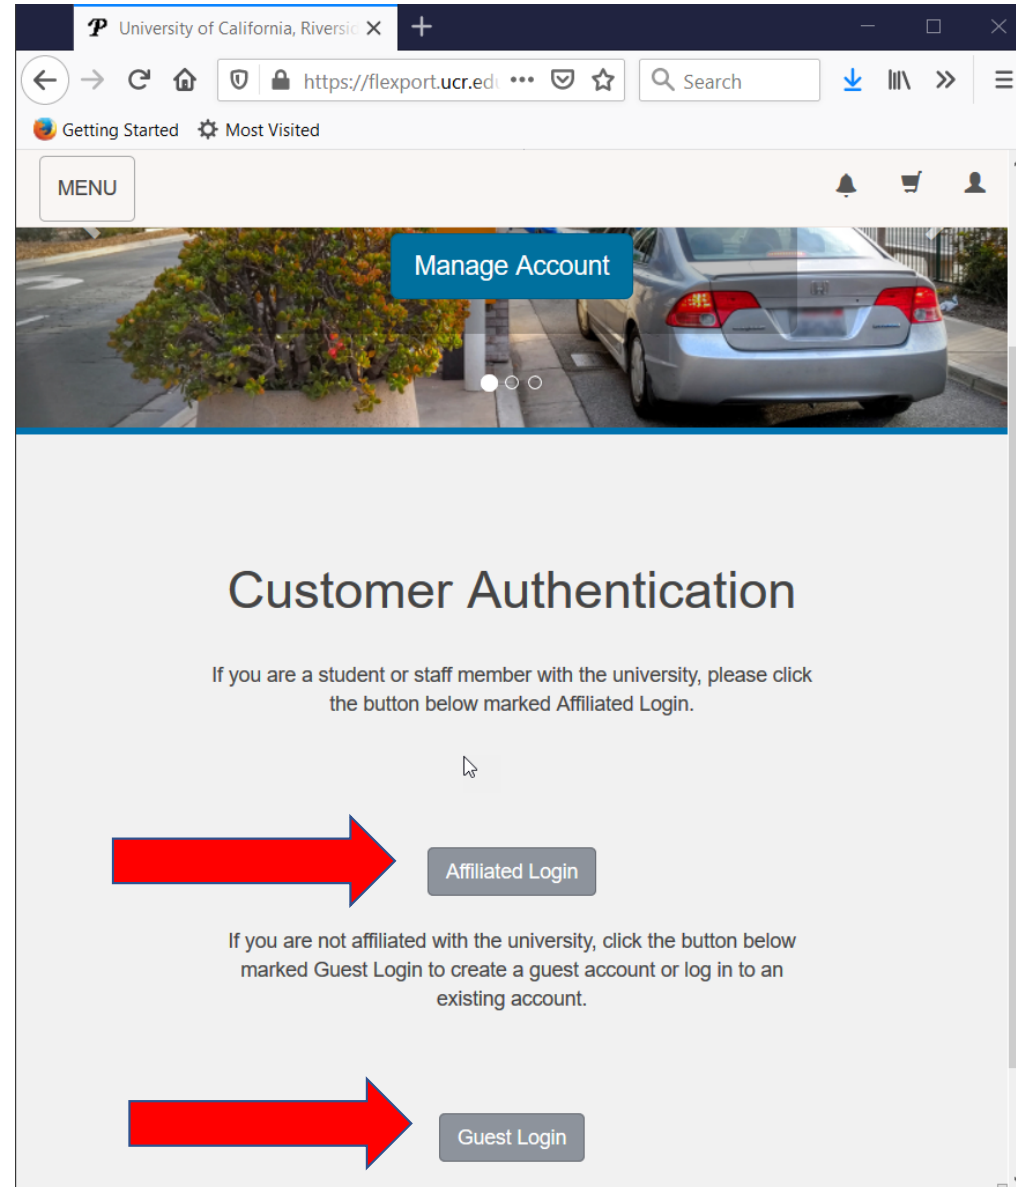 University of California, Riversid
https://flexport.ucr.ed
Search
Getting Started
Most Visited
MENU
Manage Account
Customer Authentication
If you are a student or staff member with the university, please click
the button below marked Affiliated Login.
Affiliated Login
If you are not affiliated with the university, click the button below
marked Guest Login to create a guest account or log in to an
existing account.
Guest Login